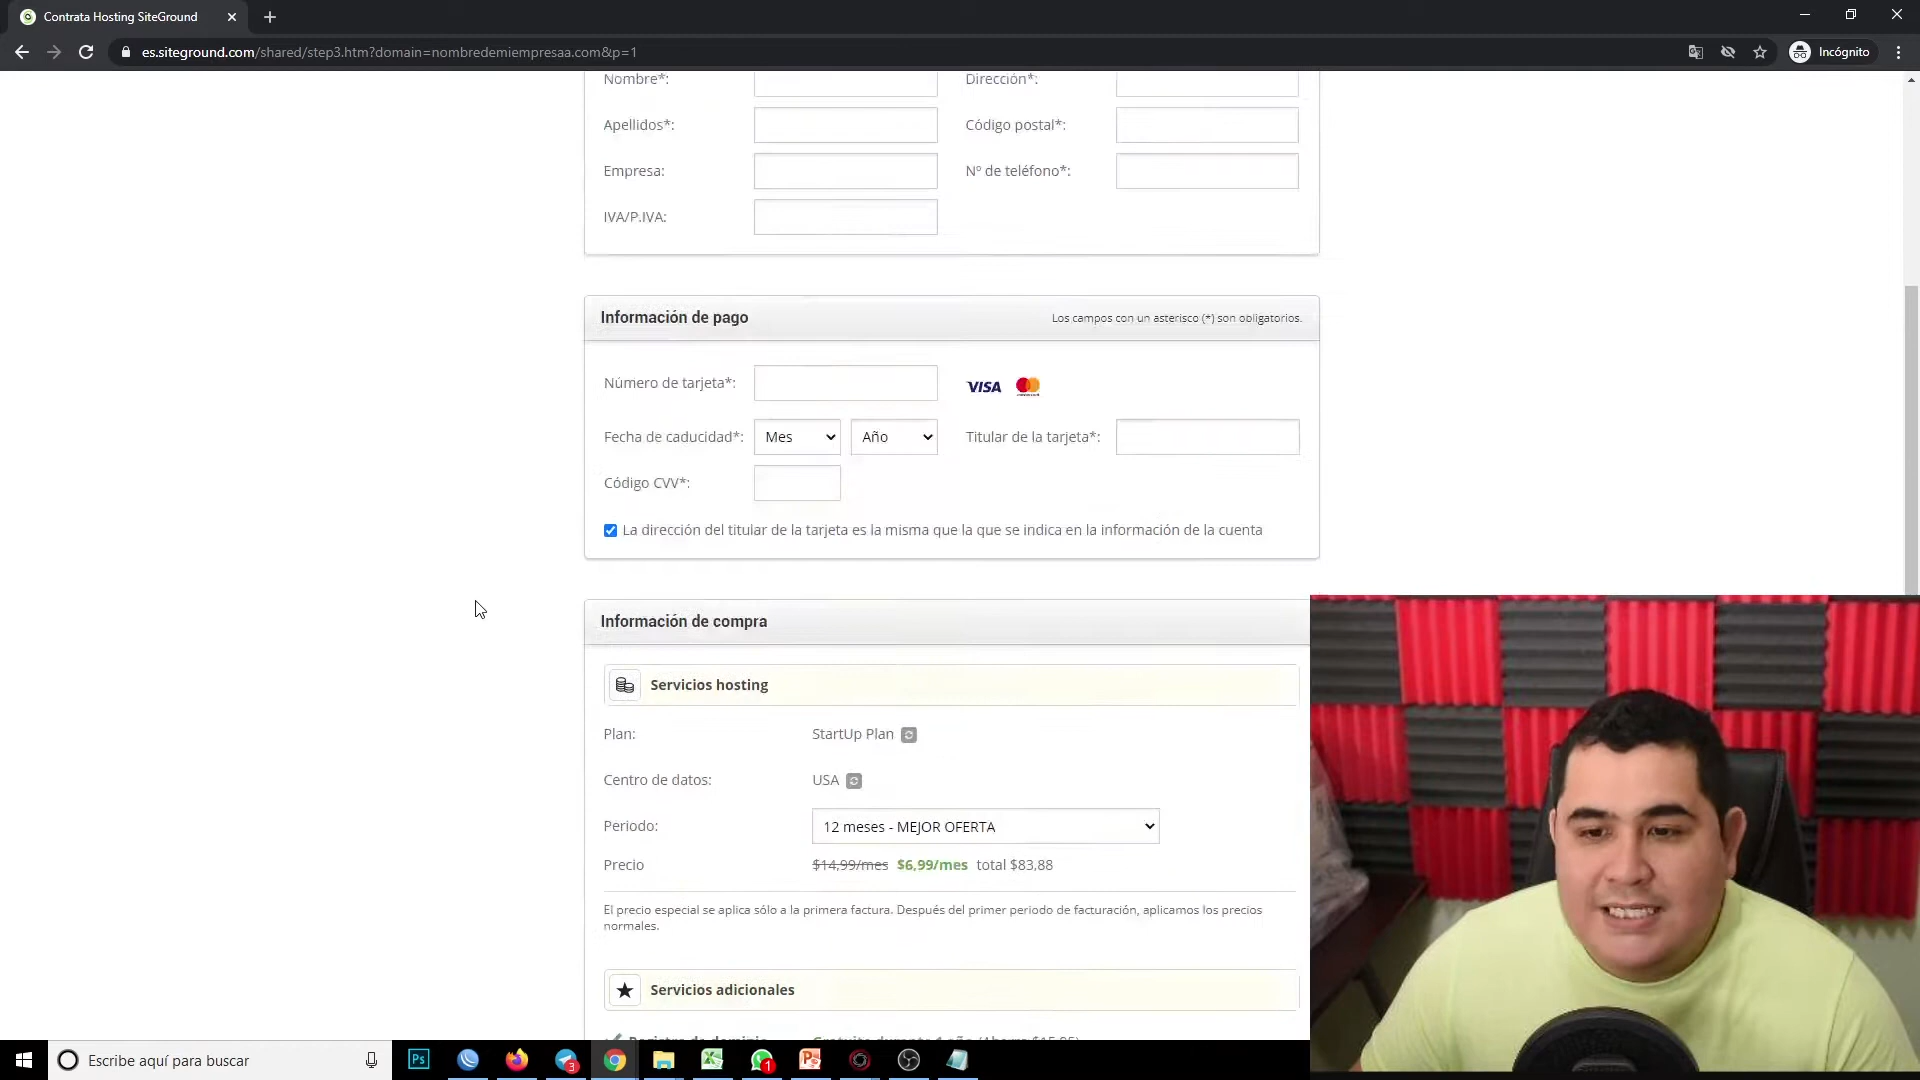 Contrata Hosting SiteGround
es.siteground.com/shared/step3.htm?domain=nombredemiempresaa.com&p=1
Incógnito
Nombre*:
Dirección*:
Apellidos*:
Código postal*:
Empresa:
Nº de teléfono*:
IVA/P.IVA:
Información de pago
Los campos con un asterisco (*) son obligatorios.
Número de tarjeta*:
VISA
Fecha de caducidad*:
Mes
Año
Titular de la tarjeta*:
Código CVV*:
La dirección del titular de la tarjeta es la misma que la que se indica en la información de la cuenta
Información de compra
Servicios hosting
Plan:
StartUp Plan
Centro de datos:
USA
Periodo:
12 meses - MEJOR OFERTA
Precio
$14,99/mes $6,99/mes total $83,88
El precio especial se aplica sólo a la primera factura. Después del primer periodo de facturación, aplicamos los precios
normales.
Servicios adicionales
Escribe aquí para buscar
Ps
3
1